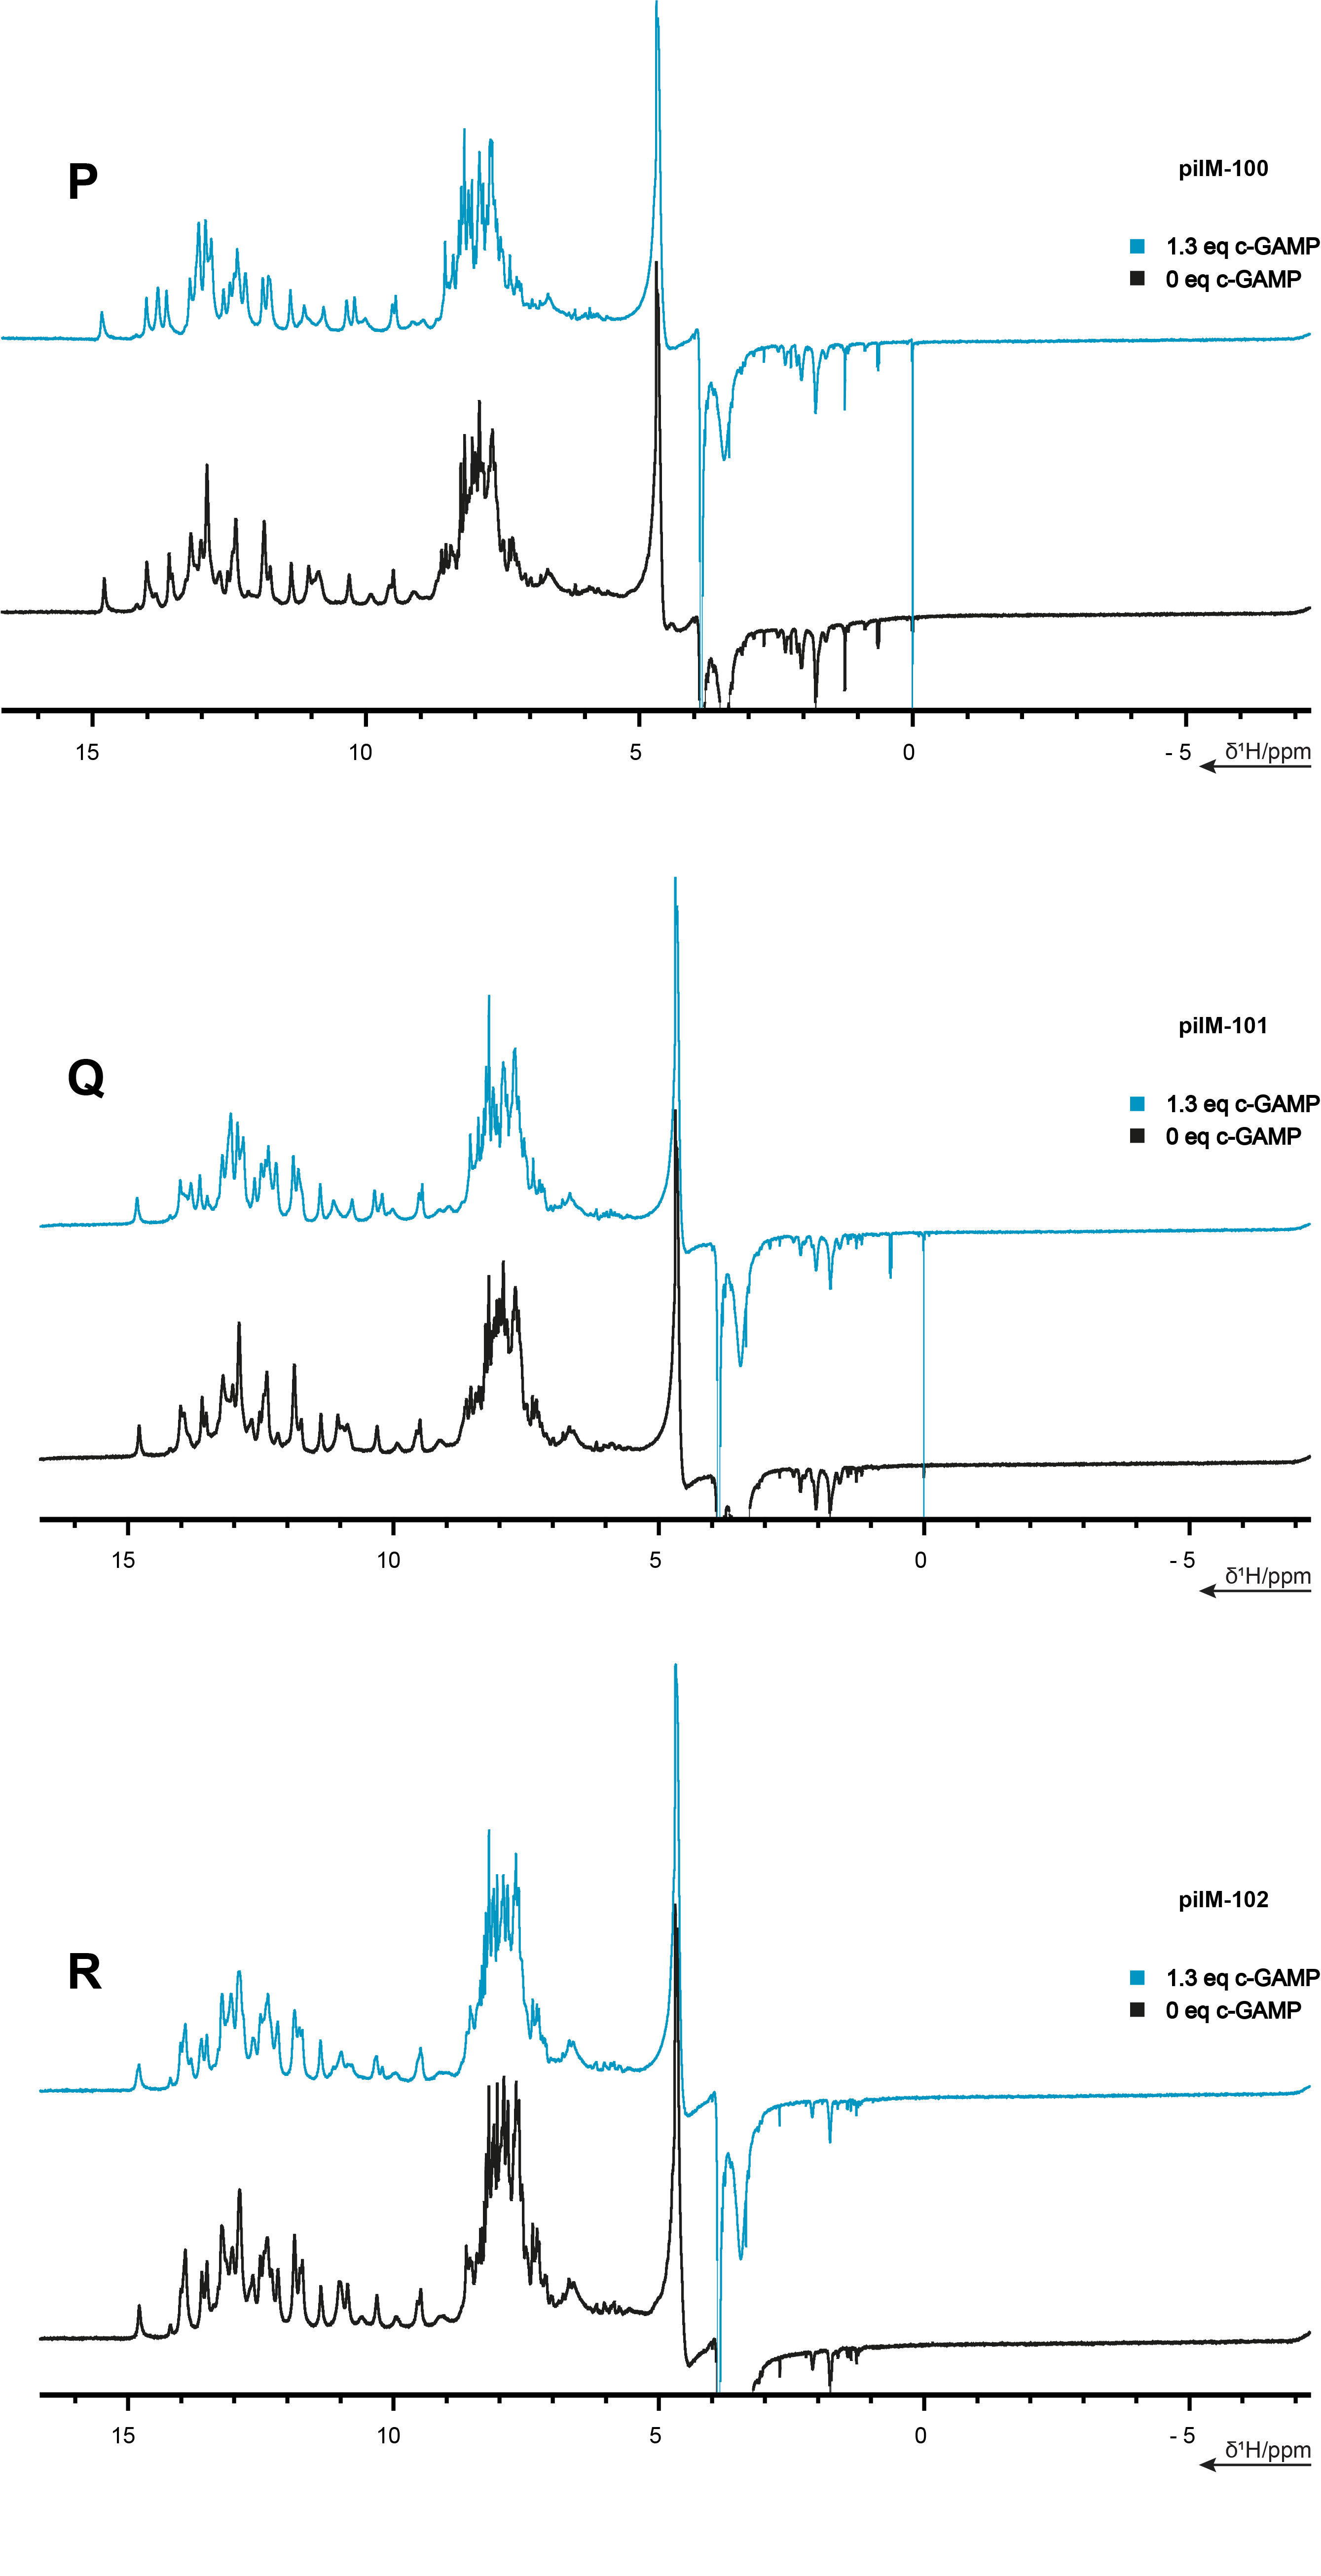 P
pilM-100
1.3 eq c-GAMP
0 eq c-GAMP
15 10 5 0 - 5
δ¹H/ppm
Q
pilM-101
1.3 eq c-GAMP
0 eq c-GAMP
15 10 5 0 - 5
δ¹H/ppm
R
pilM-102
1.3 eq c-GAMP
0 eq c-GAMP
15 10 5 0 - 5
δ¹H/ppm